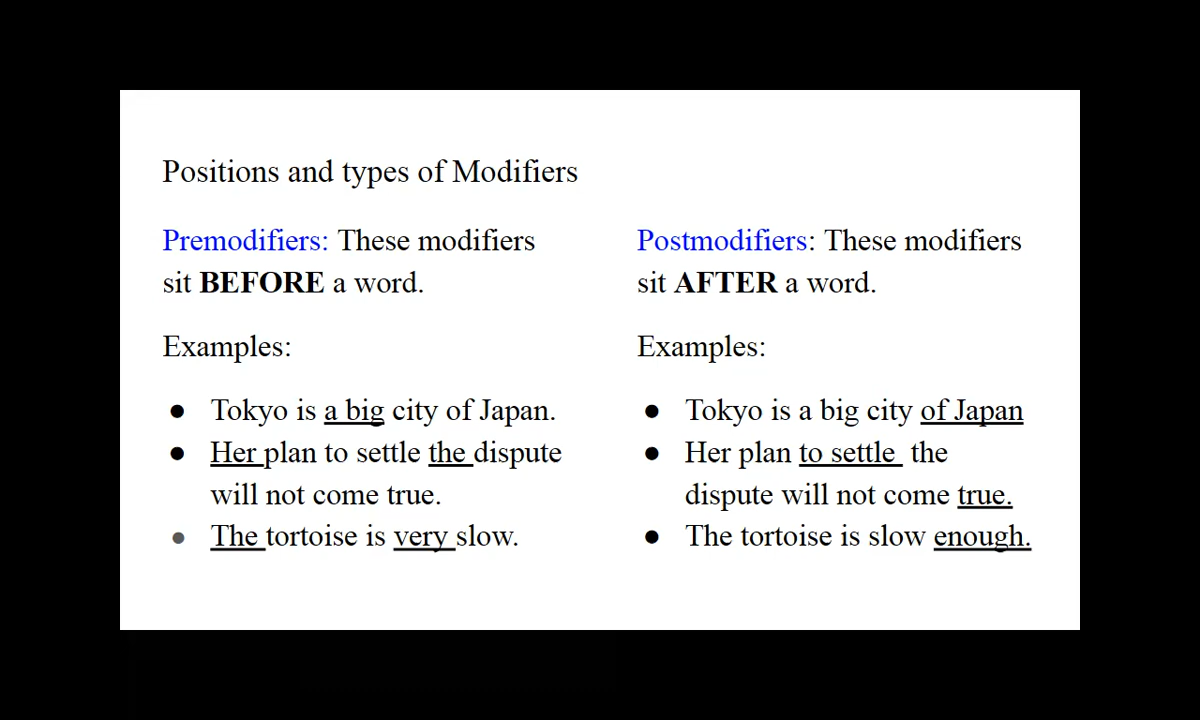 Positions and types of Modifiers
Premodifiers: These modifiers
sit BEFORE a word.
Examples:
● Tokyo is a big city of Japan.
● Her plan to settle the dispute
will not come true.
● The tortoise is very slow.
Postmodifiers: These modifiers
sit AFTER a word.
Examples:
● Tokyo is a big city of Japan
● Her plan to settle the
dispute will not come true.
● The tortoise is slow enough.